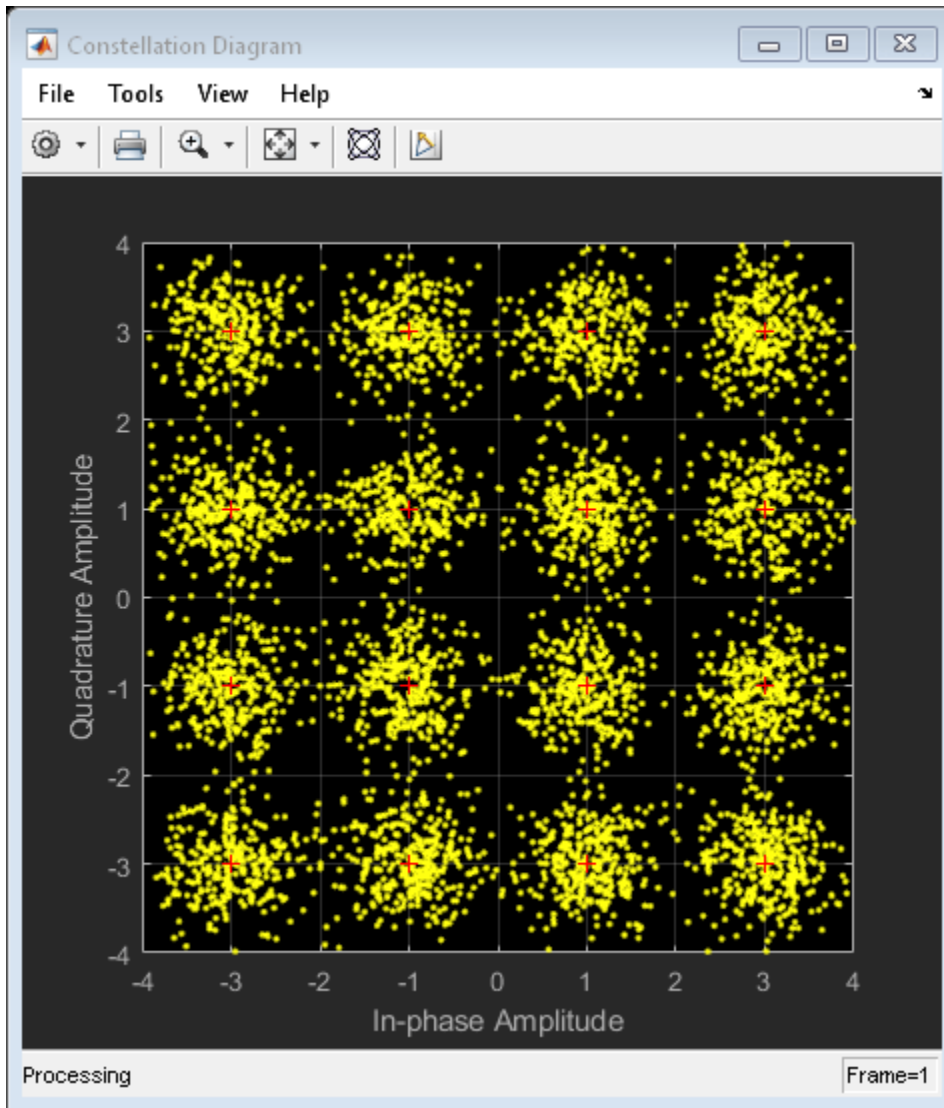 Constellation Diagram
File Tools View Help
4
3
2
1
0
-1
-2
-3
-4
Quadrature Amplitude
-4 -3 -2 -1 0 1 2 3 4
In-phase Amplitude
Processing Frame=1